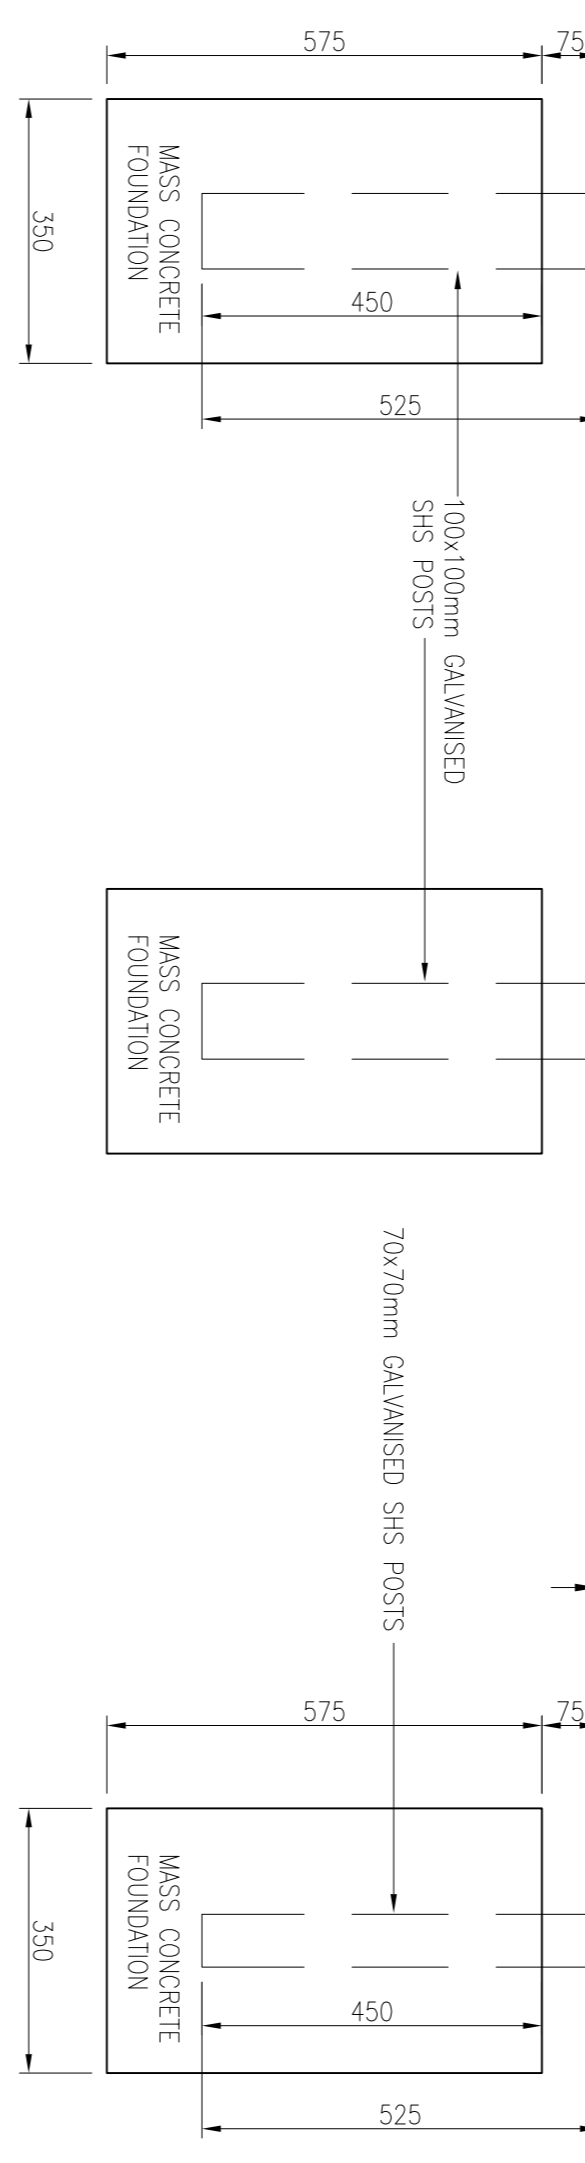 575
75
MASS CONCRETE
FOUNDATION
350
450
525
100x100mm GALVANISED
SHS POSTS
MASS CONCRETE
FOUNDATION
70x70mm GALVANISED SHS POSTS
575
75
MASS CONCRETE
FOUNDATION
350
450
525